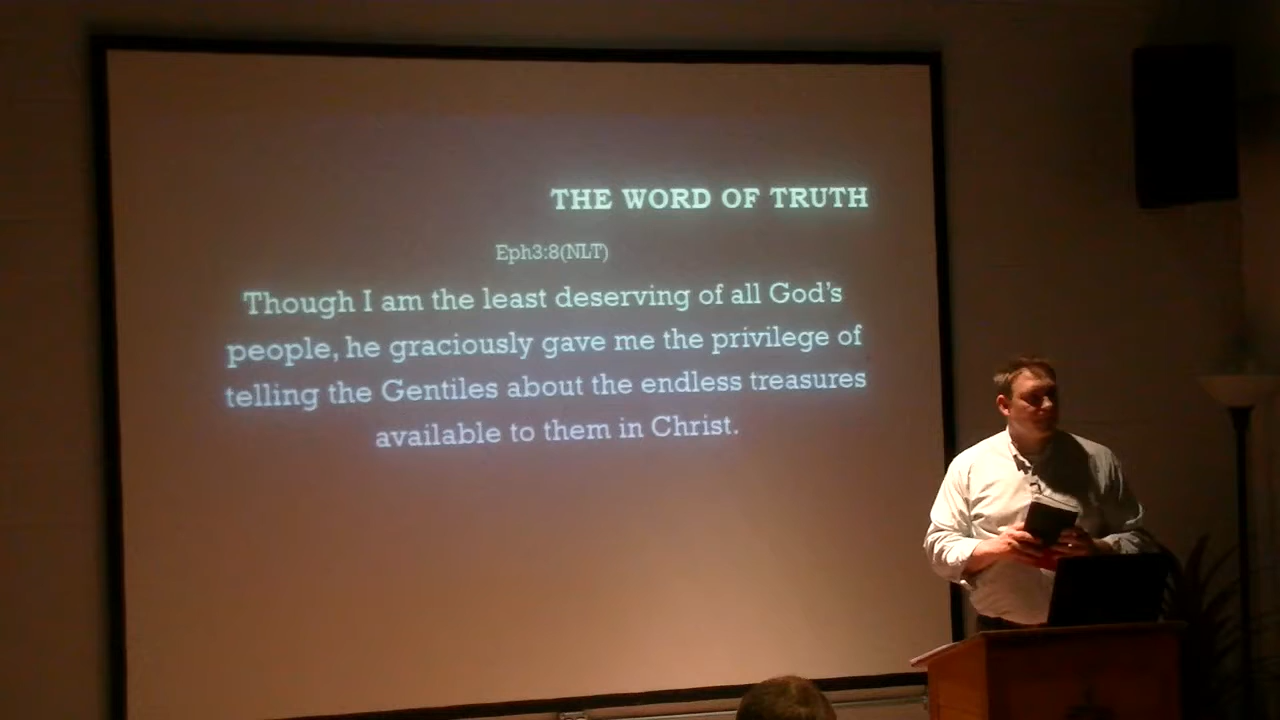 THE WORD OF TRUTH
Eph3:8(NLT)
Though I am the least deserving of all God's
people, he graciously gave me the privilege of
telling the Gentiles about the endless treasures
available to them in Christ.